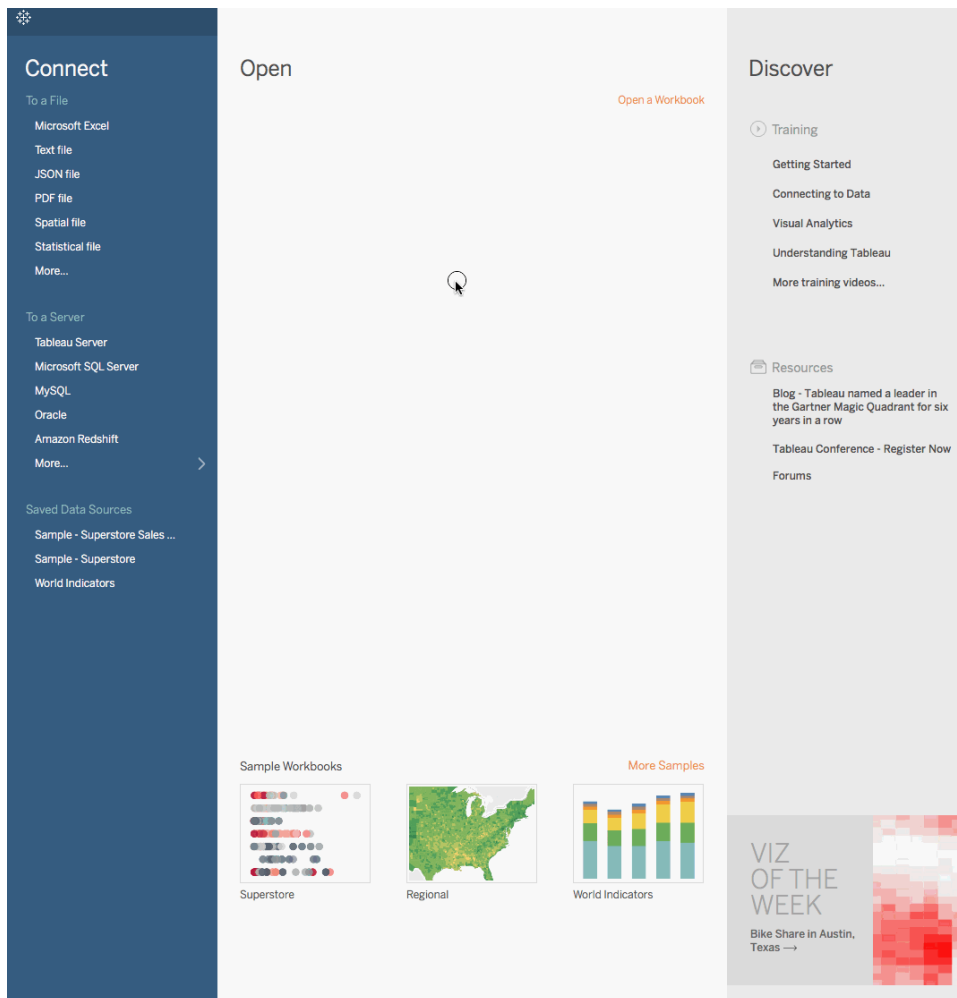 Connect
To a File
Microsoft Excel
Text file
JSON file
PDF file
Spatial file
Statistical file
More...
To a Server
Tableau Server
Microsoft SQL Server
MySQL
Oracle
Amazon Redshift
More...
Saved Data Sources
Sample - Superstore Sales ...
Sample - Superstore
World Indicators
Open
Open a Workbook
Sample Workbooks
More Samples
Superstore
Regional
World Indicators
Discover
Training
Getting Started
Connecting to Data
Visual Analytics
Understanding Tableau
More training videos...
Resources
Blog - Tableau named a leader in
the Gartner Magic Quadrant for six
years in a row
Tableau Conference - Register Now
Forums
VIZ
OF THE
WEEK
Bike Share in Austin,
Texas →